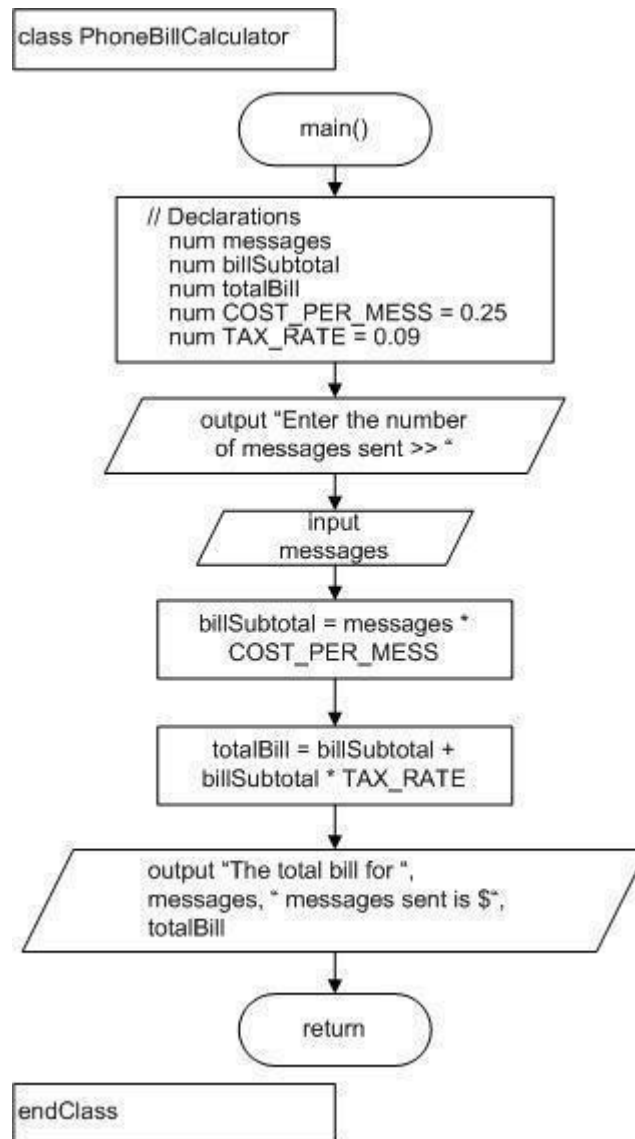 class PhoneBillCalculator
main()
// Declarations
num messages
num billSubtotal
num totalBill
num COST_PER_MESS = 0.25
num TAX_RATE = 0.09
output “Enter the number
of messages sent >> “
input
messages
billSubtotal = messages *
COST_PER_MESS
totalBill = billSubtotal +
billSubtotal * TAX_RATE
output “The total bill for “,
messages, “ messages sent is $“,
totalBill
return
endClass